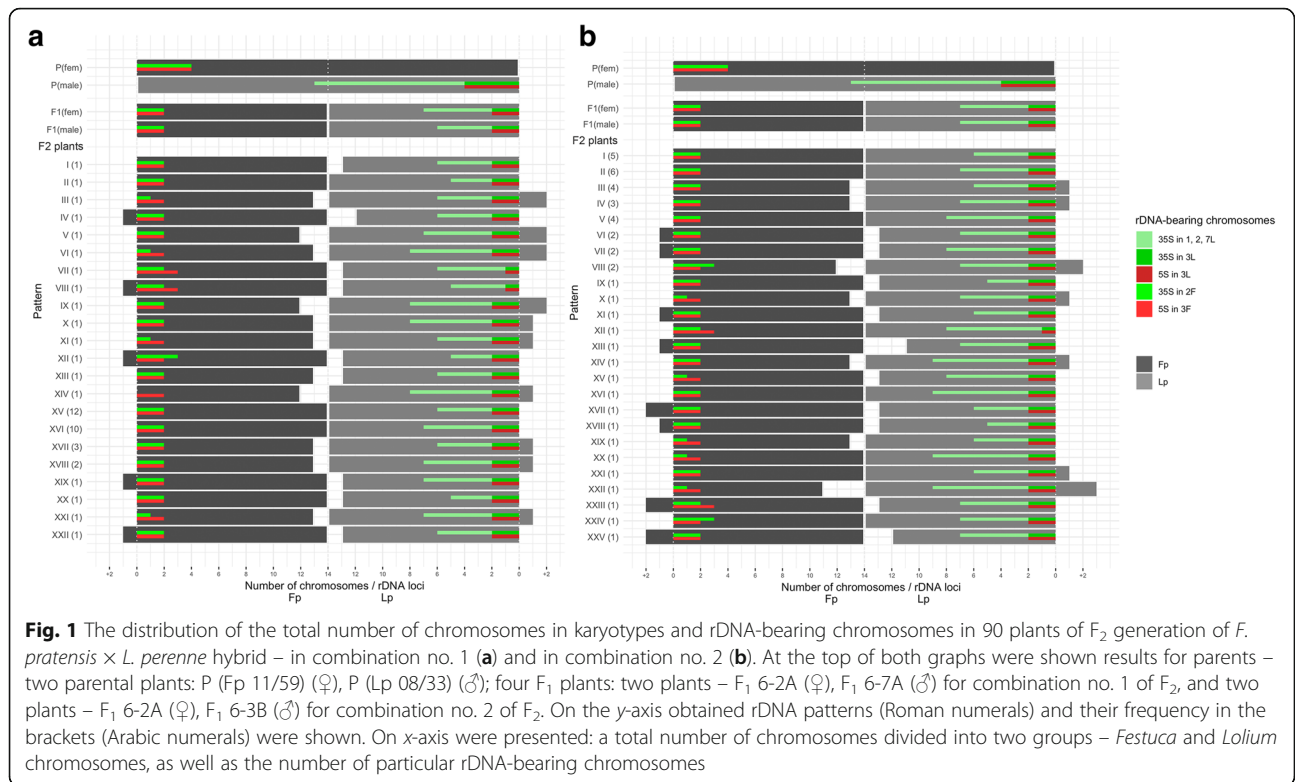 a
P(fem)
P(male)
F1(fem)
F1(male)
F2 plants
I (1)
II (1)
III (1)
IV (1)
V (1)
VI (1)
VII (1)
VIII (1)
IX (1)
X (1)
XI (1)
XII (1)
XIII (1)
XIV (1)
XV (12)
XVI (10)
XVII (3)
XVIII (2)
XIX (1)
XX (1)
XXI (1)
XXII (1)
Pattern
+2 0 2 4 6 8 10 12 14 12 10 8 6 4 2 0 +2
Number of chromosomes / rDNA loci
Fp Lp
b
P(fem)
P(male)
F1(fem)
F1(male)
F2 plants
I (5)
II (6)
III (4)
IV (3)
V (4)
VI (2)
VII (2)
VIII (2)
IX (1)
X (1)
XI (1)
XII (1)
XIII (1)
XIV (1)
XV (1)
XVI (1)
XVII (1)
XVIII (1)
XIX (1)
XX (1)
XXI (1)
XXII (1)
XXIII (1)
XXIV (1)
XXV (1)
Pattern
+2 0 2 4 6 8 10 12 14 12 10 8 6 4 2 0 +2
Number of chromosomes / rDNA loci
Fp Lp
rDNA-bearing chromosomes
35S in 1, 2, 7L
35S in 3L
5S in 3L
35S in 2F
5S in 3F
Fp
Lp
Fig. 1 The distribution of the total number of chromosomes in karyotypes and rDNA-bearing chromosomes in 90 plants of F2 generation of F.
pratensis × L. perenne hybrid – in combination no. 1 (a) and in combination no. 2 (b). At the top of both graphs were shown results for parents –
two parental plants: P (Fp 11/59) (♀), P (Lp 08/33) (♂); four F1 plants: two plants – F1 6-2A (♀), F1 6-7A (♂) for combination no. 1 of F2, and two
plants – F1 6-2A (♀), F1 6-3B (♂) for combination no. 2 of F2. On the y-axis obtained rDNA patterns (Roman numerals) and their frequency in the
brackets (Arabic numerals) were shown. On x-axis were presented: a total number of chromosomes divided into two groups – Festuca and Lolium
chromosomes, as well as the number of particular rDNA-bearing chromosomes